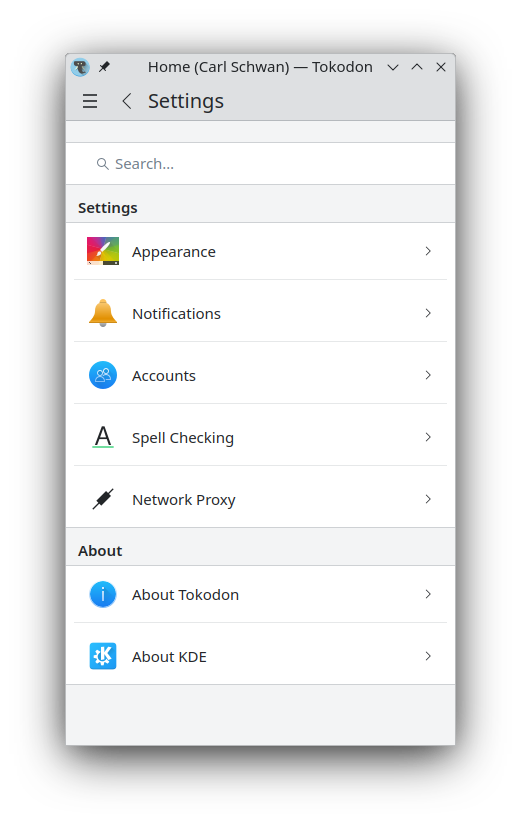 Home (Carl Schwan) — Tokodon
Settings
Search...
Settings
Appearance
Notifications
Accounts
Spell Checking
Network Proxy
About
About Tokodon
About KDE